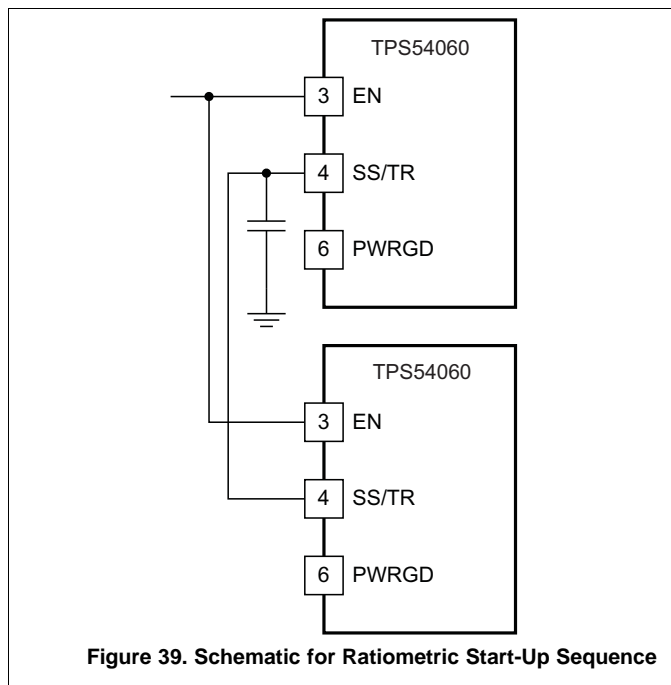 TPS54060
3 EN
4 SS/TR
6 PWRGD
TPS54060
3 EN
4 SS/TR
6 PWRGD
Figure 39. Schematic for Ratiometric Start-Up Sequence